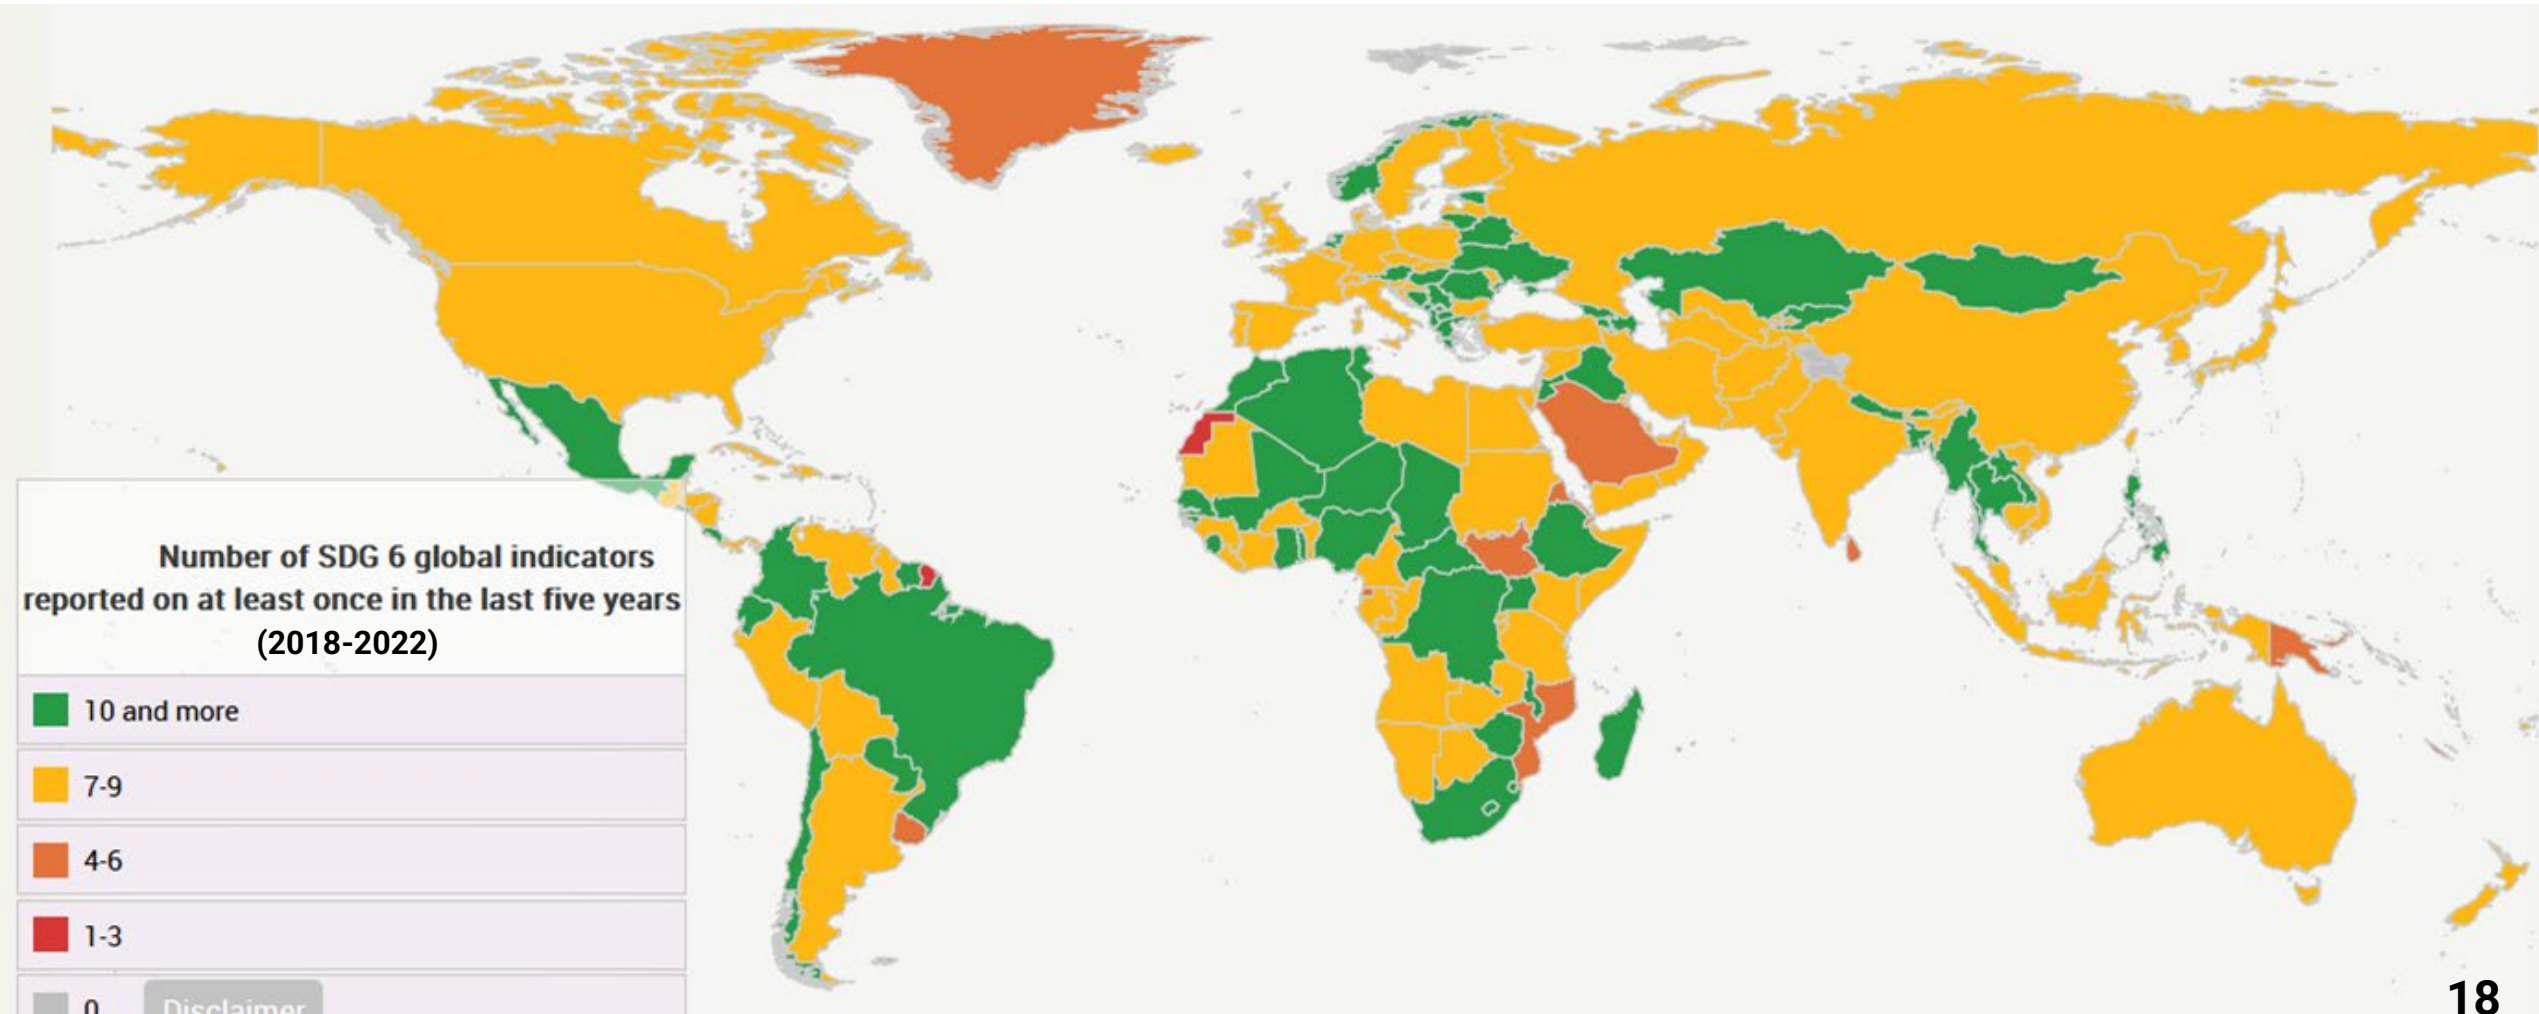 Number of SDG 6 global indicators
reported on at least once in the last five years
(2018-2022)
10 and more
7-9
4-6
1-3
0
Disclaimer
18